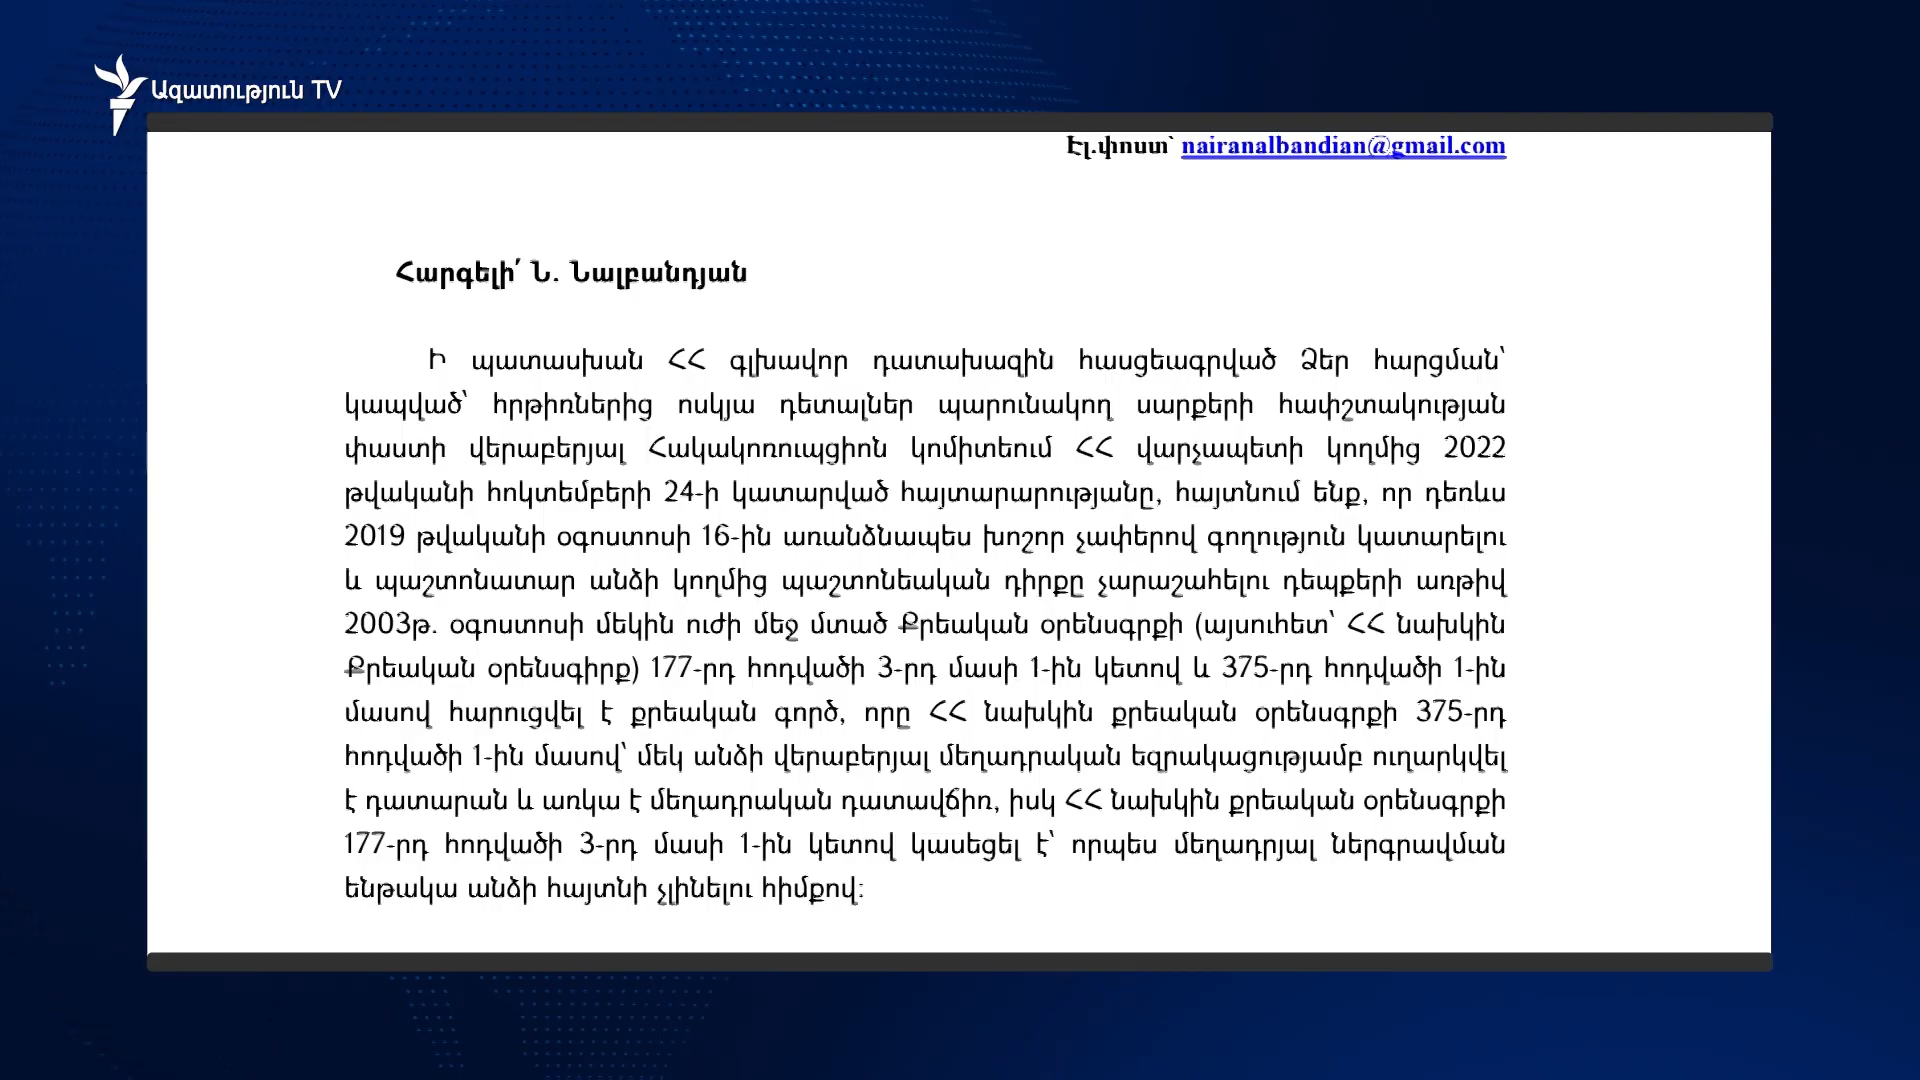 Ազատություն TV
Էլ.փոստ՝ nairanalbandian@gmail.com
Հարգելի՛ Ն. Նալբանդյան
Ի պատասխան ՀՀ գլխավոր դատախազին հասցեագրված Ձեր հարցման՝
կապված՝ հրթիռներից ոսկյա դետալներ պարունակող սարքերի հափշտակության
փաստի վերաբերյալ Հակակոռուպցիոն կոմիտեում ՀՀ վարչապետի կողմից 2022
թվականի հոկտեմբերի 24-ի կատարված հայտարարությանը, հայտնում ենք, որ դեռևս
2019 թվականի օգոստոսի 16-ին առանձնապես խոշոր չափերով գողություն կատարելու
և պաշտոնատար անձի կողմից պաշտոնեական դիրքը չարաշահելու դեպքերի առթիվ
2003թ. օգոստոսի մեկին ուժի մեջ մտած Քրեական օրենսգրքի (այսուհետ՝ ՀՀ նախկին
Քրեական օրենսգիրք) 177-րդ հոդվածի 3-րդ մասի 1-ին կետով և 375-րդ հոդվածի 1-ին
մասով հարուցվել է քրեական գործ, որը ՀՀ նախկին քրեական օրենսգրքի 375-րդ
հոդվածի 1-ին մասով՝ մեկ անձի վերաբերյալ մեղադրական եզրակացությամբ ուղարկվել
է դատարան և առկա է մեղադրական դատավճիռ, իսկ ՀՀ նախկին քրեական օրենսգրքի
177-րդ հոդվածի 3-րդ մասի 1-ին կետով կասեցել է՝ որպես մեղադրյալ ներգրավման
ենթակա անձի հայտնի չլինելու հիմքով: